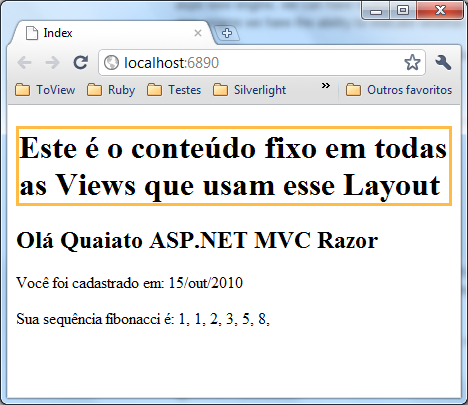 Index
localhost:6890
ToView
Ruby
Testes
Silverlight
»
Outros favoritos
Este é o conteúdo fixo em todas
as Views que usam esse Layout
Olá Quaiato ASP.NET MVC Razor
Você foi cadastrado em: 15/out/2010
Sua sequência fibonacci é: 1, 1, 2, 3, 5, 8,